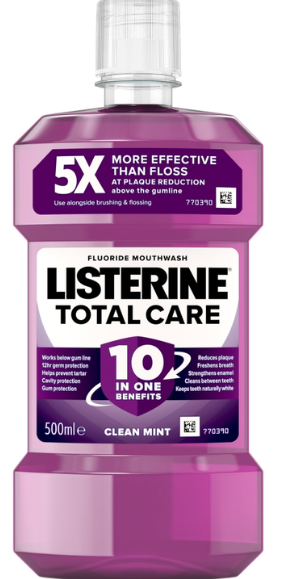 5X
MORE EFFECTIVE
THAN FLOSS
AT PLAQUE REDUCTION
above the gumline
Use alongside brushing & flossing
770390
FLUORIDE MOUTHWASH
LISTERINE®
TOTAL CARE
Works below gum line
12hr germ protection
Helps prevent tartar
Cavity protection
Gum protection
10
IN ONE
BENEFITS
Reduces plaque
Freshens breath
Strengthens enamel
Cleans between teeth
Keeps teeth naturally white
500ml℮
CLEAN MINT
770390